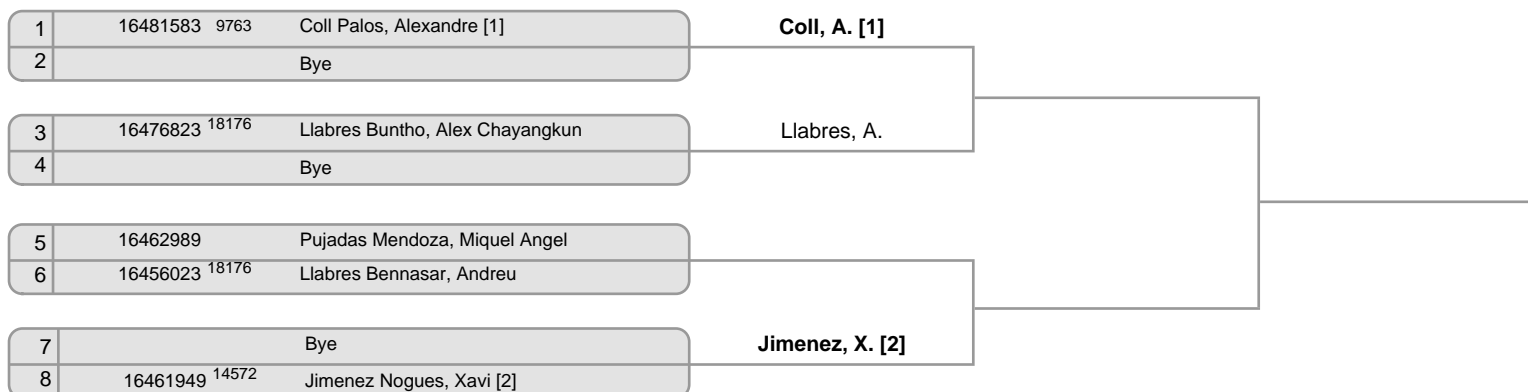 1 16481583 9763 Coll Palos, Alexandre [1] Coll, A. [1]
2 Bye
3 16476823 18176 Llabres Buntho, Alex Chayangkun Llabres, A.
4 Bye
5 16462989 Pujadas Mendoza, Miquel Angel
6 16456023 18176 Llabres Bennasar, Andreu
7 Bye Jimenez, X. [2]
8 16461949 14572 Jimenez Nogues, Xavi [2]